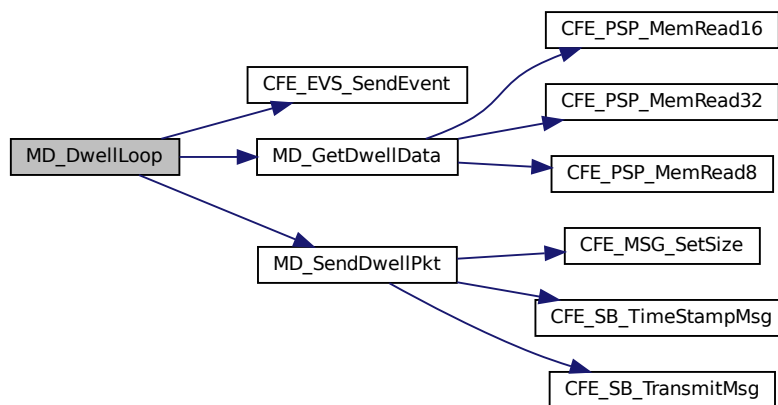 MD_DwellLoop
CFE_EVS_SendEvent
MD_GetDwellData
CFE_PSP_MemRead16
CFE_PSP_MemRead32
CFE_PSP_MemRead8
MD_SendDwellPkt
CFE_MSG_SetSize
CFE_SB_TimeStampMsg
CFE_SB_TransmitMsg